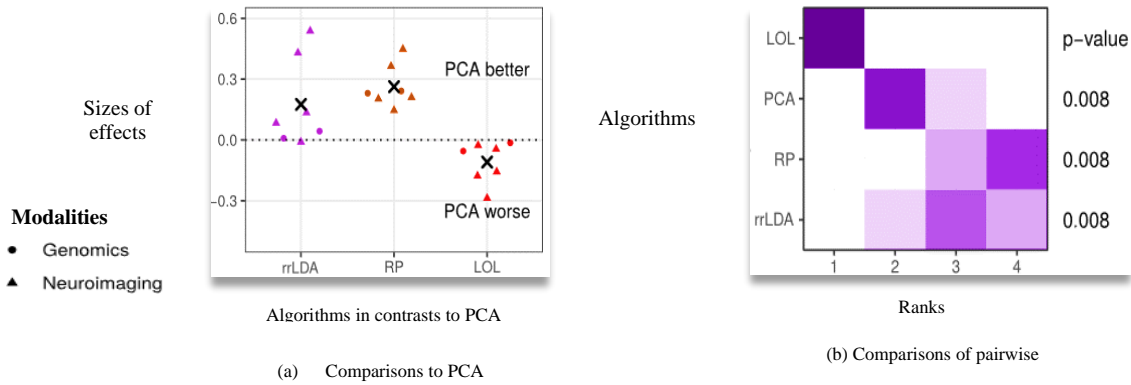 0.6
0.3
0.0
−0.3
PCA better
PCA worse
Sizes of
effects
Modalities
Genomics
Neuroimaging
rrLDA RP LOL
Algorithms in contrasts to PCA
(a) Comparisons to PCA
Algorithms
LOL
PCA
RP
rrLDA
p−value
0.008
0.008
0.008
1 2 3 4
Ranks
(b) Comparisons of pairwise